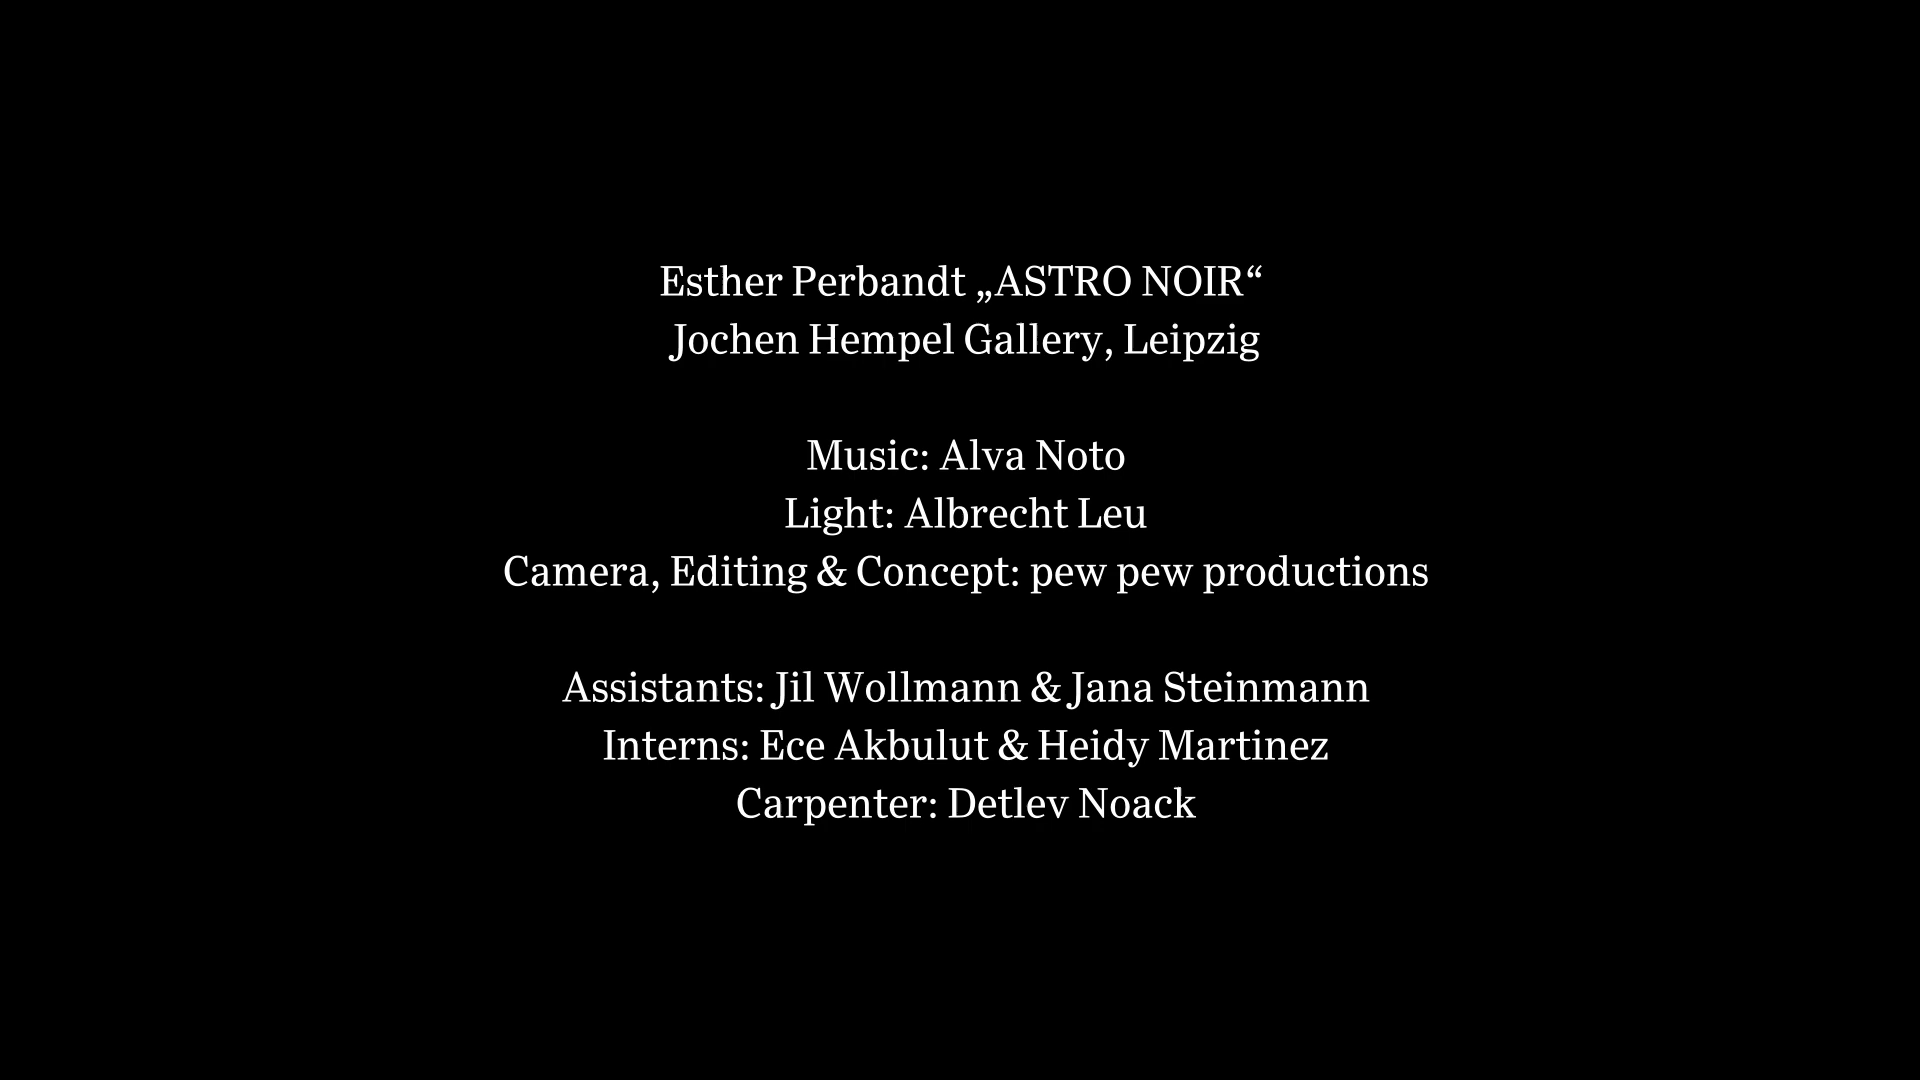 Esther Perbandt „ASTRO NOIR“
Jochen Hempel Gallery, Leipzig
Music: Alva Noto
Light: Albrecht Leu
Camera, Editing & Concept: pew pew productions
Assistants: Jil Wollmann & Jana Steinmann
Interns: Ece Akbulut & Heidy Martinez
Carpenter: Detlev Noack